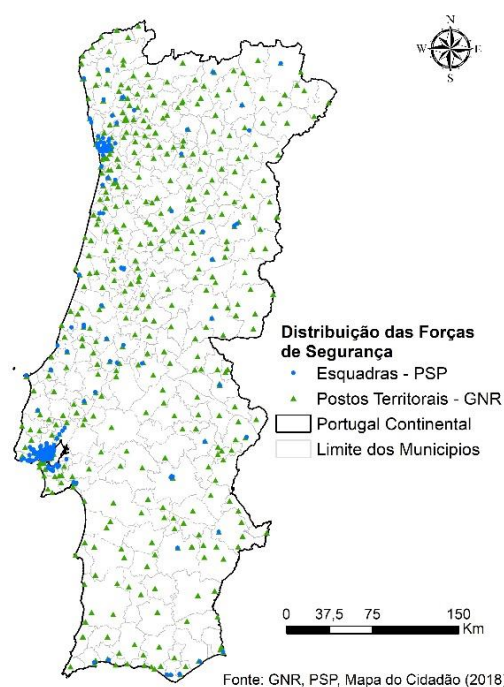 N
W E
S
Distribuição das Forças
de Segurança
Esquadras - PSP
Postos Territorais - GNR
Portugal Continental
Limite dos Municipios
0 37,5 75 150
Km
Fonte: GNR, PSP, Mapa do Cidadão (2018